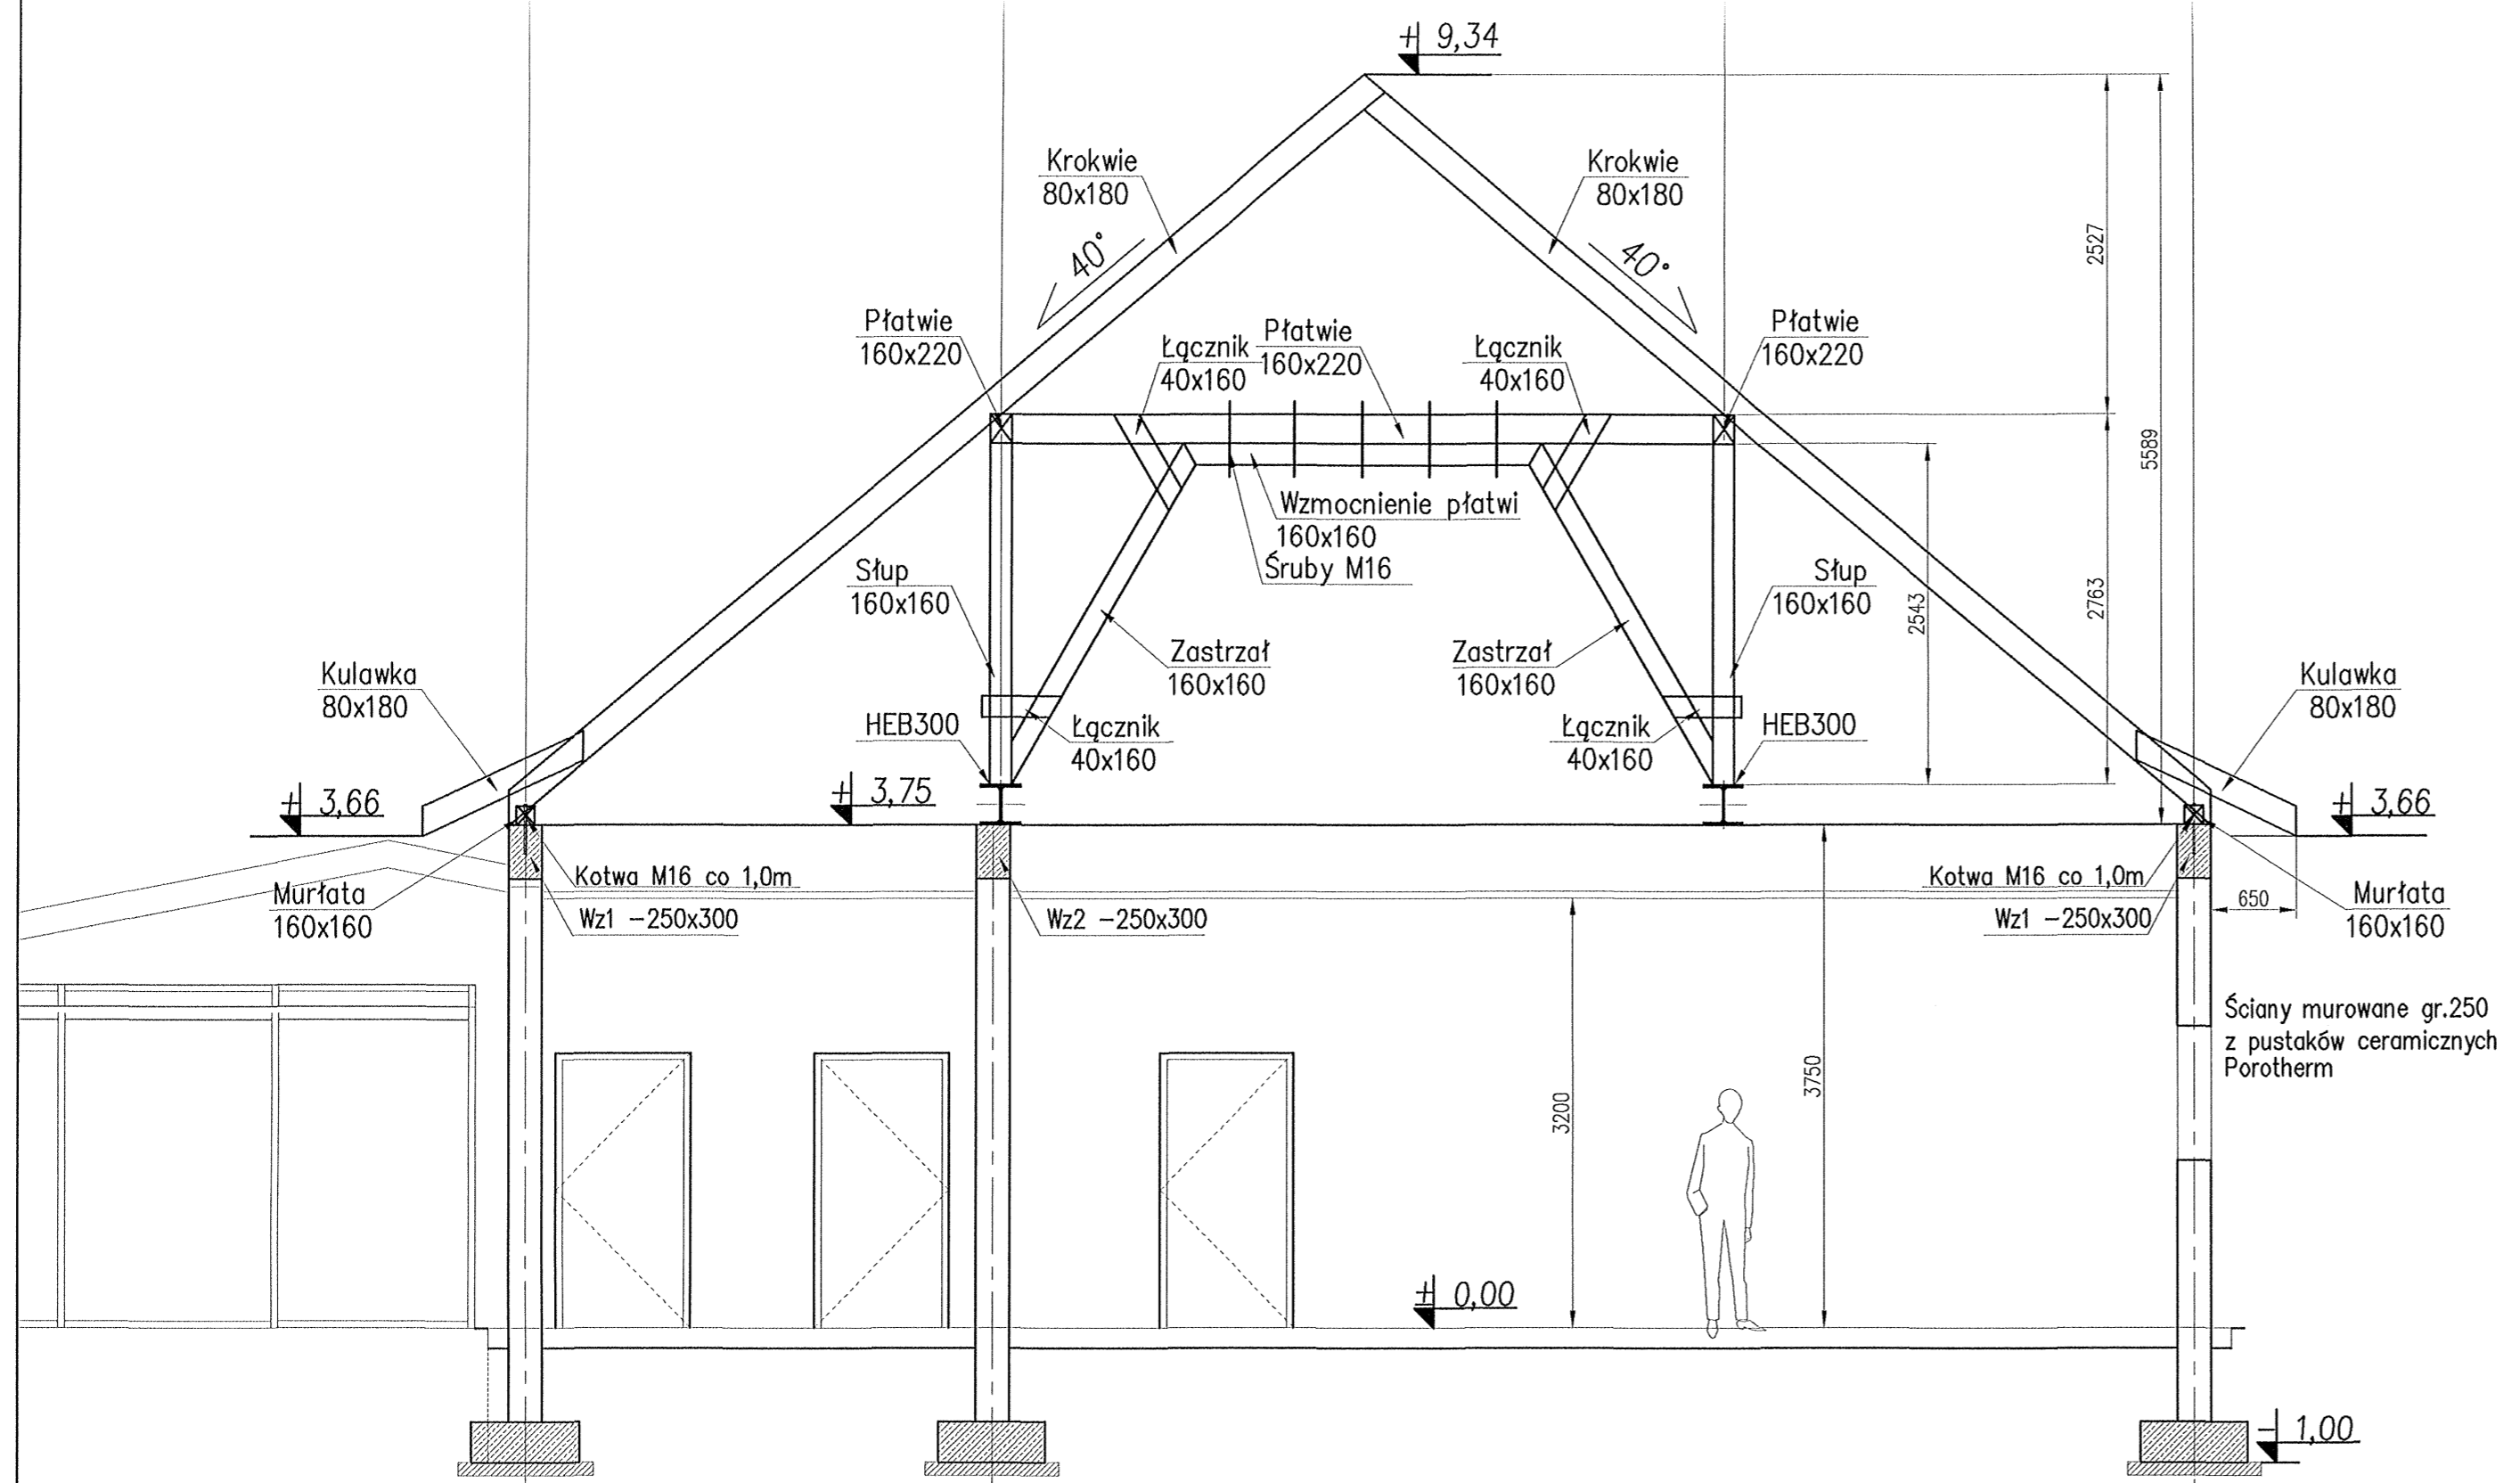 + 9,34
Krokwie
80x180
Krokwie
80x180
40°
40°
2527
Płatwie
160x220
Łącznik
40x160
Płatwie
160x220
Łącznik
40x160
Płatwie
160x220
5589
Wzmocnienie płatwi
160x160
Śruby M16
Słup
160x160
Słup
160x160
2543
2763
Zastrzał
160x160
Zastrzał
160x160
Kulawka
80x180
Kulawka
80x180
HEB300
Łącznik
40x160
Łącznik
40x160
HEB300
+ 3,66
+ 3,75
+ 3,66
Kotwa M16 co 1,0m
Kotwa M16 co 1,0m
Murłata
160x160
Wz1 -250x300
Wz2 -250x300
Wz1 -250x300
650
Murłata
160x160
Ściany murowane gr.250
z pustaków ceramicznych
Porotherm
3200
3750
± 0,00
- 1,00